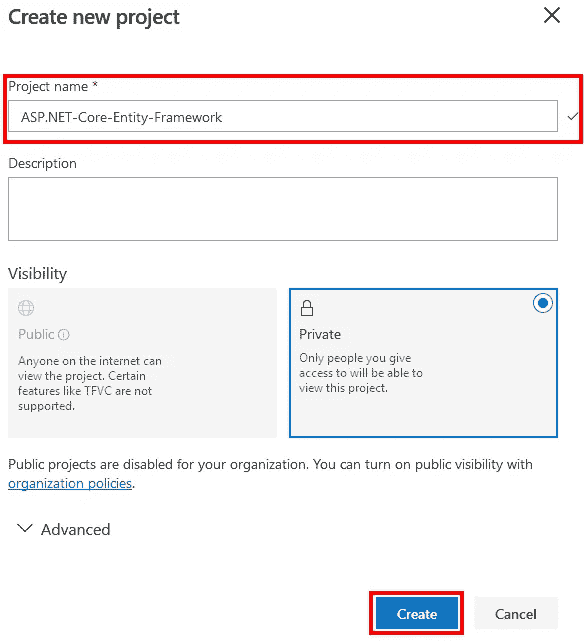 Create new project
Project name *
ASP.NET-Core-Entity-Framework
Description
Visibility
Public
Anyone on the internet can
view the project. Certain
features like TFVC are not
supported.
Private
Only people you give
access to will be able to
view this project.
Public projects are disabled for your organization. You can turn on public visibility with
organization policies.
Advanced
Create
Cancel